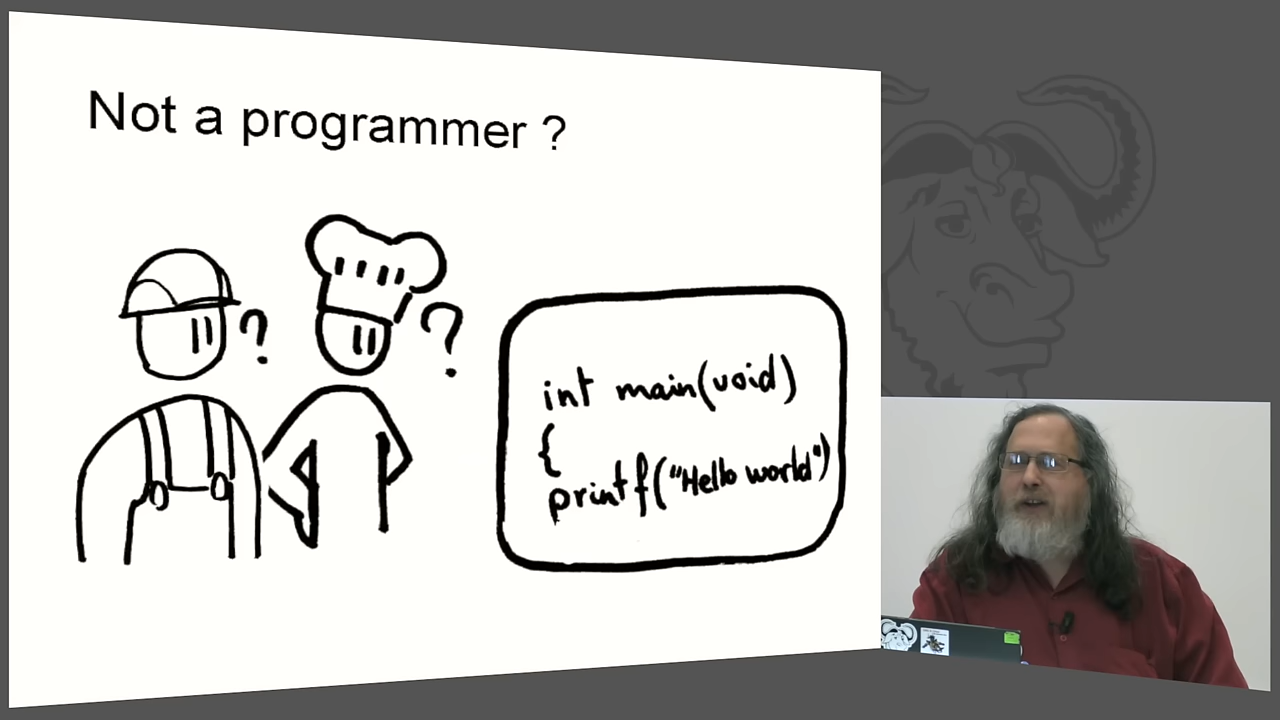 Not a programmer ?
?
?
int main(void)
{
printf("Hello world")